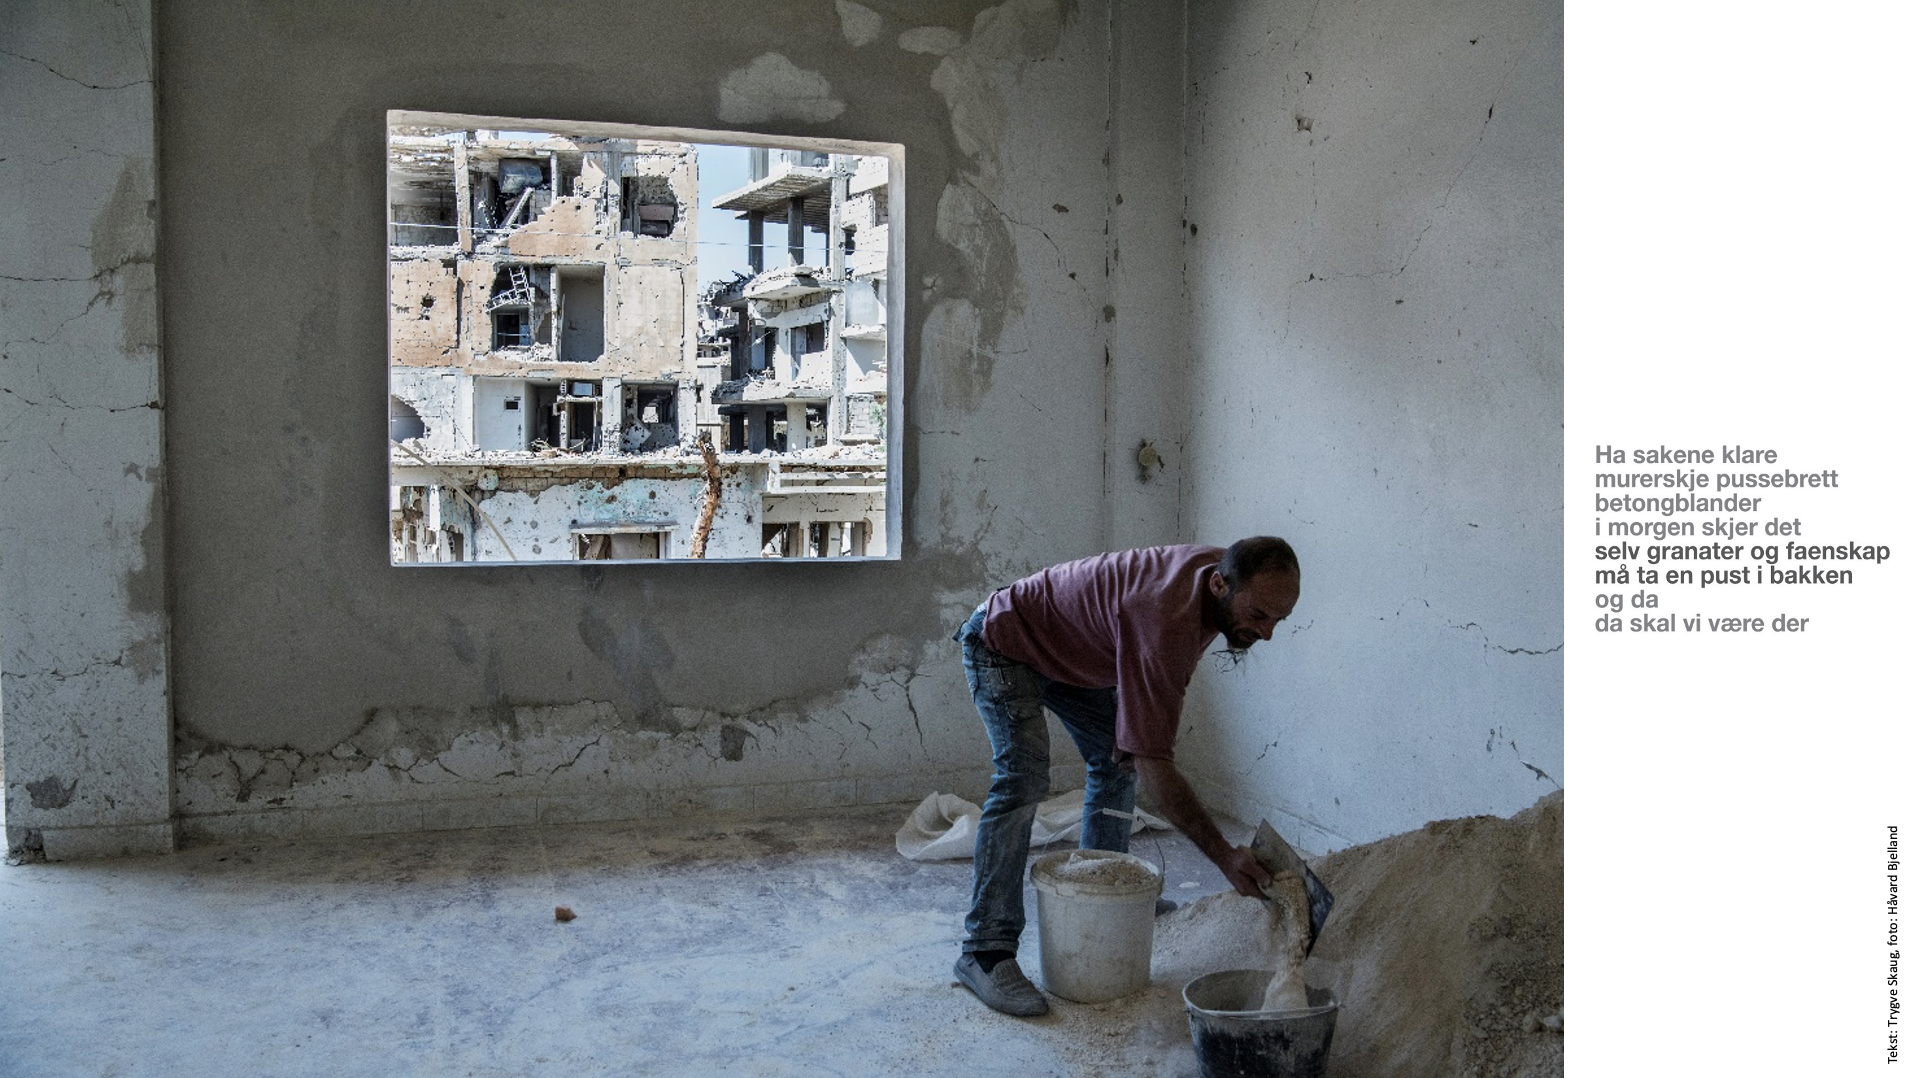 Ha sakene klare
murerskje pussebrett
betongblander
i morgen skjer det
selv granater og faenskap
må ta en pust i bakken
og da
da skal vi være der
Tekst: Trygve Skaug, foto: Håvard Bjelland